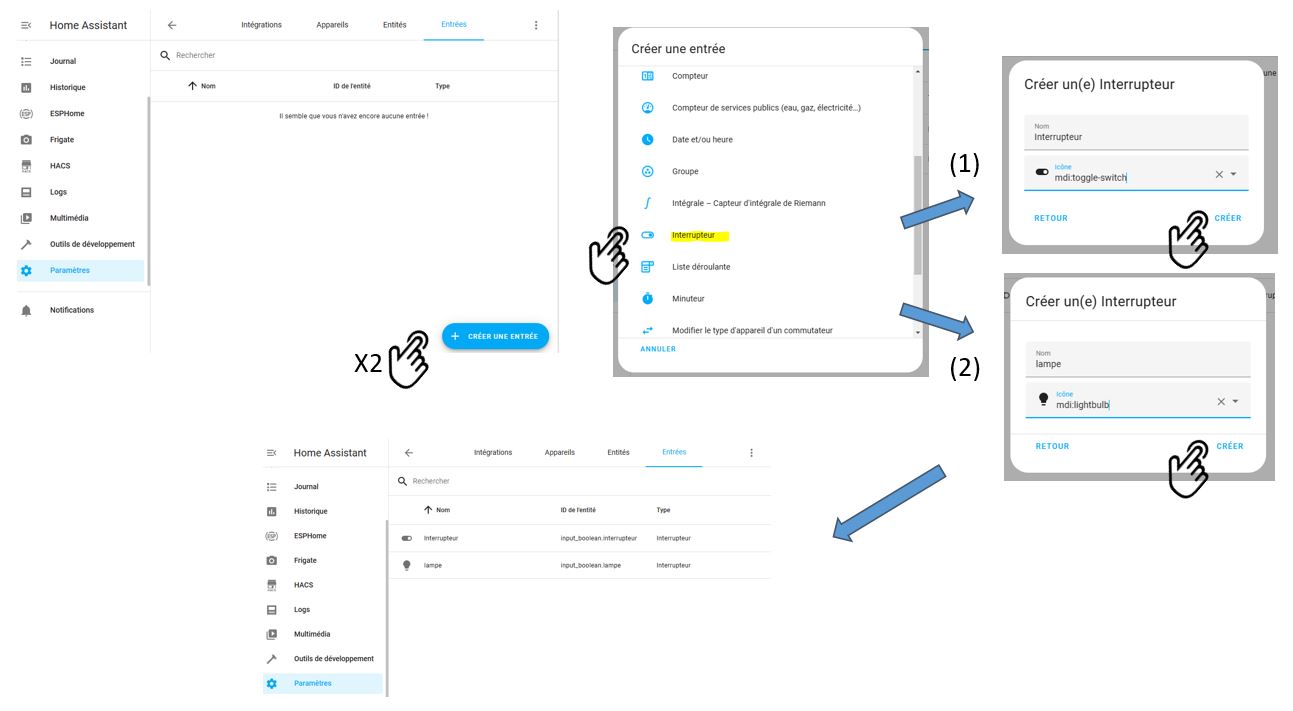 Home Assistant
Intégrations
Appareils
Entités
Entrées
Rechercher
Nom
ID de l'entité
Type
Il semble que vous n'avez encore aucune entrée !
Journal
Historique
ESPHome
Frigate
HACS
Logs
Multimédia
Outils de développement
Paramètres
Notifications
CRÉER UNE ENTRÉE
X2
Créer une entrée
Compteur
Compteur de services publics (eau, gaz, électricité…)
Date et/ou heure
Groupe
Intégrale – Capteur d'intégrale de Riemann
Interrupteur
Liste déroulante
Minuteur
Modifier le type d'appareil d'un commutateur
ANNULER
(1)
Créer un(e) Interrupteur
Nom
Interrupteur
Icône
mdi:toggle-switch
RETOUR
CRÉER
(2)
Créer un(e) Interrupteur
Nom
lampe
Icône
mdi:lightbulb
RETOUR
CRÉER
Home Assistant
Intégrations
Appareils
Entités
Entrées
Rechercher
Nom
ID de l'entité
Type
Interrupteur
input_boolean.interrupteur
Interrupteur
lampe
input_boolean.lampe
Interrupteur
Journal
Historique
ESPHome
Frigate
HACS
Logs
Multimédia
Outils de développement
Paramètres